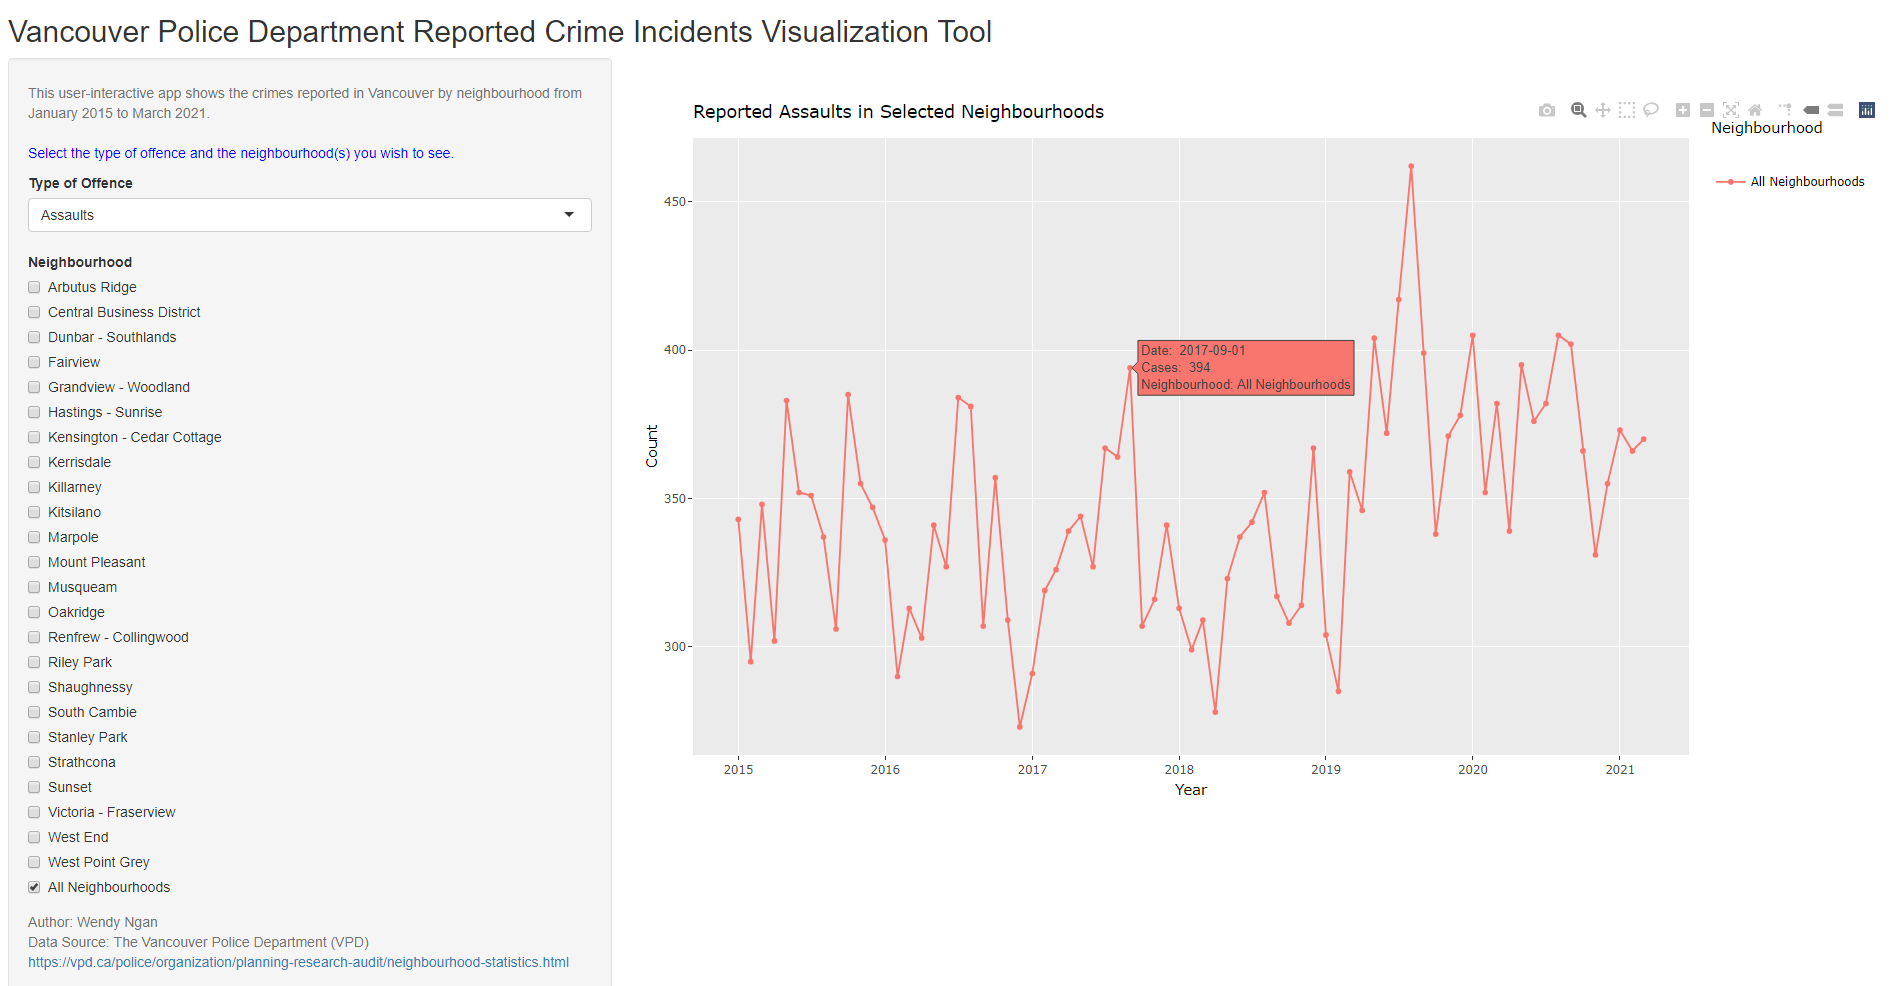 Vancouver Police Department Reported Crime Incidents Visualization Tool
This user-interactive app shows the crimes reported in Vancouver by neighbourhood from
January 2015 to March 2021.
Select the type of offence and the neighbourhood(s) you wish to see.
Type of Offence
Assaults
Neighbourhood
Arbutus Ridge
Central Business District
Dunbar - Southlands
Fairview
Grandview - Woodland
Hastings - Sunrise
Kensington - Cedar Cottage
Kerrisdale
Killarney
Kitsilano
Marpole
Mount Pleasant
Musqueam
Oakridge
Renfrew - Collingwood
Riley Park
Shaughnessy
South Cambie
Stanley Park
Strathcona
Sunset
Victoria - Fraserview
West End
West Point Grey
All Neighbourhoods
Author: Wendy Ngan
Data Source: The Vancouver Police Department (VPD)
https://vpd.ca/police/organization/planning-research-audit/neighbourhood-statistics.html
Reported Assaults in Selected Neighbourhoods
Neighbourhood
All Neighbourhoods
450
400
350
300
Count
Date: 2017-09-01
Cases: 394
Neighbourhood: All Neighbourhoods
2015 2016 2017 2018 2019 2020 2021
Year